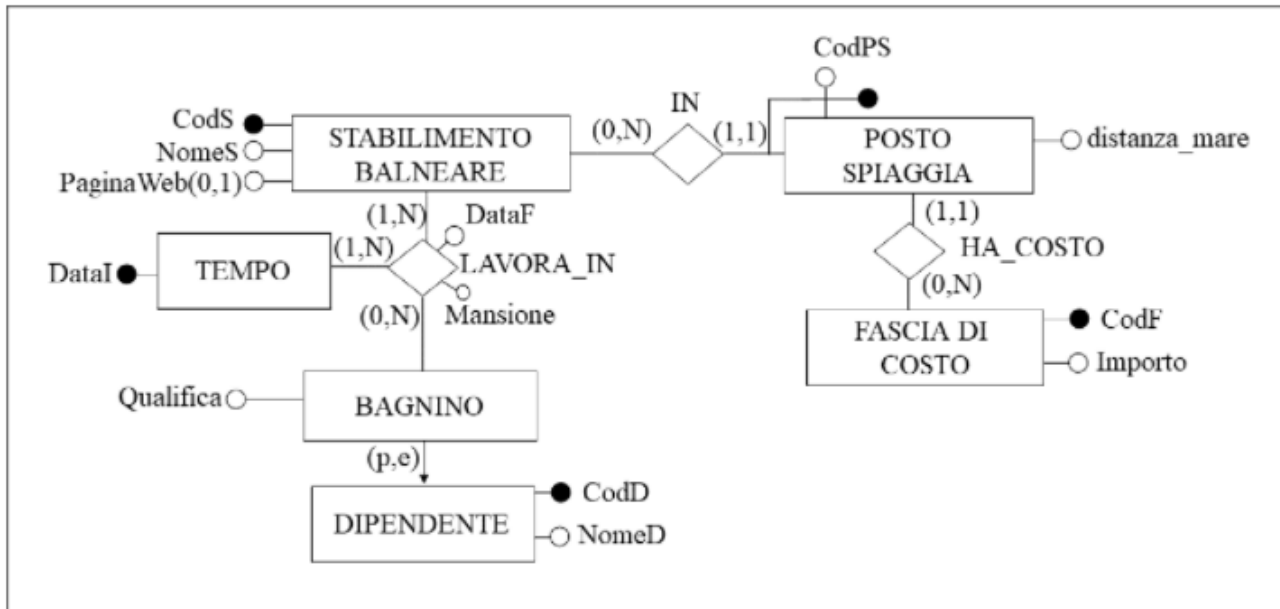 CodPS
IN
CodS
(0,N)
(1,1)
STABILIMENTO
BALNEARE
POSTO
SPIAGGIA
distanza_mare
NomeS
PaginaWeb(0,1)
(1,N)
DataF
(1,1)
(1,N)
HA_COSTO
DataI
TEMPO
LAVORA_IN
(0,N)
(0,N)
Mansione
FASCIA DI
COSTO
CodF
Importo
Qualifica
BAGNINO
(p,e)
DIPENDENTE
CodD
NomeD